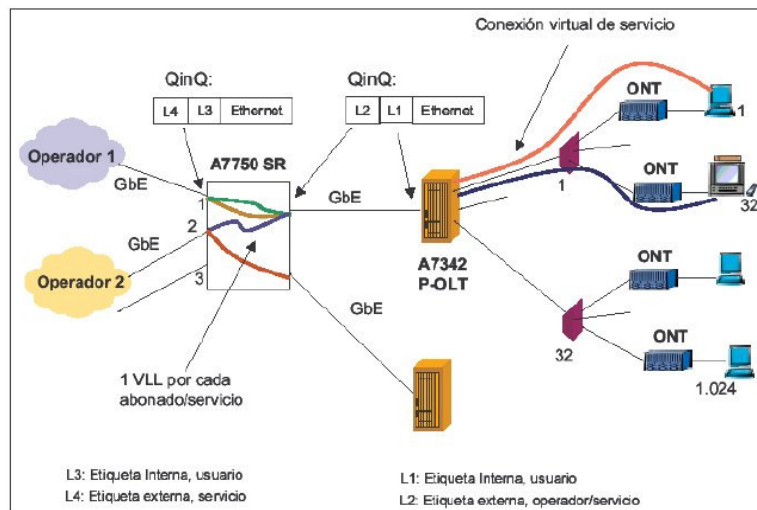 Conexión virtual de servicio
QinQ:
QinQ:
L4 L3 Ethernet
L2 L1 Ethernet
ONT
1
Operador 1
A7750 SR
GbE
1
GbE
ONT
1
32
2
GbE
A7342
P-OLT
Operador 2
3
GbE
ONT
32
ONT
1.024
1 VLL por cada
abonado/servicio
L3: Etiqueta Interna, usuario
L4: Etiqueta externa, servicio
L1: Etiqueta Interna, usuario
L2: Etiqueta externa, operador/servicio